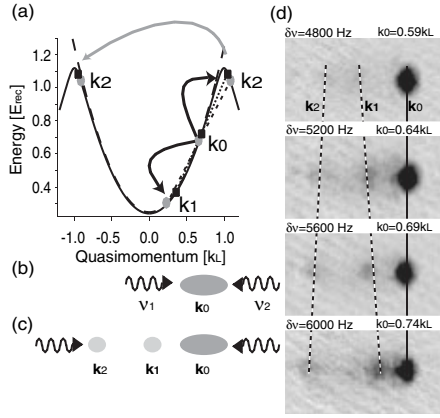 (a)
Energy [Erec]
1.2
1.0
0.8
0.6
0.4
k2
k2
k0
k1
-1.0 -0.5 0.0 0.5 1.0
Quasimomentum [kL]
(b)
ν1 k0 ν2
(c)
k2 k1 k0
(d)
δν=4800 Hz k0=0.59kL
k2 k1 k0
δν=5200 Hz k0=0.64kL
δν=5600 Hz k0=0.69kL
δν=6000 Hz k0=0.74kL